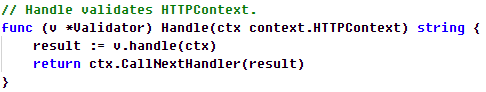 // Handle validates HTTPContext.
func (v *Validator) Handle(ctx context.HTTPContext) string {
    result := v.handle(ctx)
    return ctx.CallNextHandler(result)
}